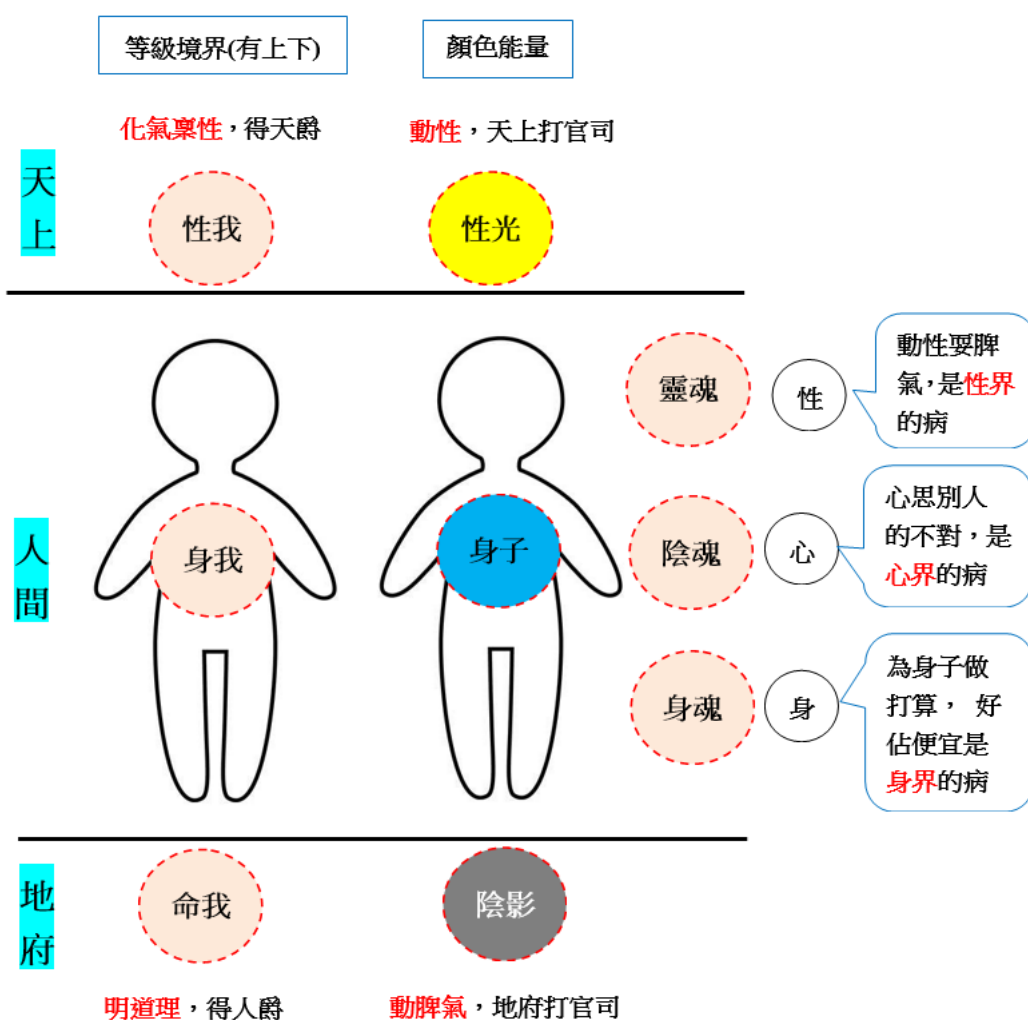 等級境界(有上下)
顏色能量
化氣稟性，得天爵
動性，天上打官司
天上
性我
性光
靈魂
性
動性耍脾
氣，是性界
的病
人間
身我
身子
陰魂
心
心思別人
的不對，是
心界的病
身魂
身
為身子做
打算， 好
佔便宜是
身界的病
地府
命我
陰影
明道理，得人爵
動脾氣，地府打官司